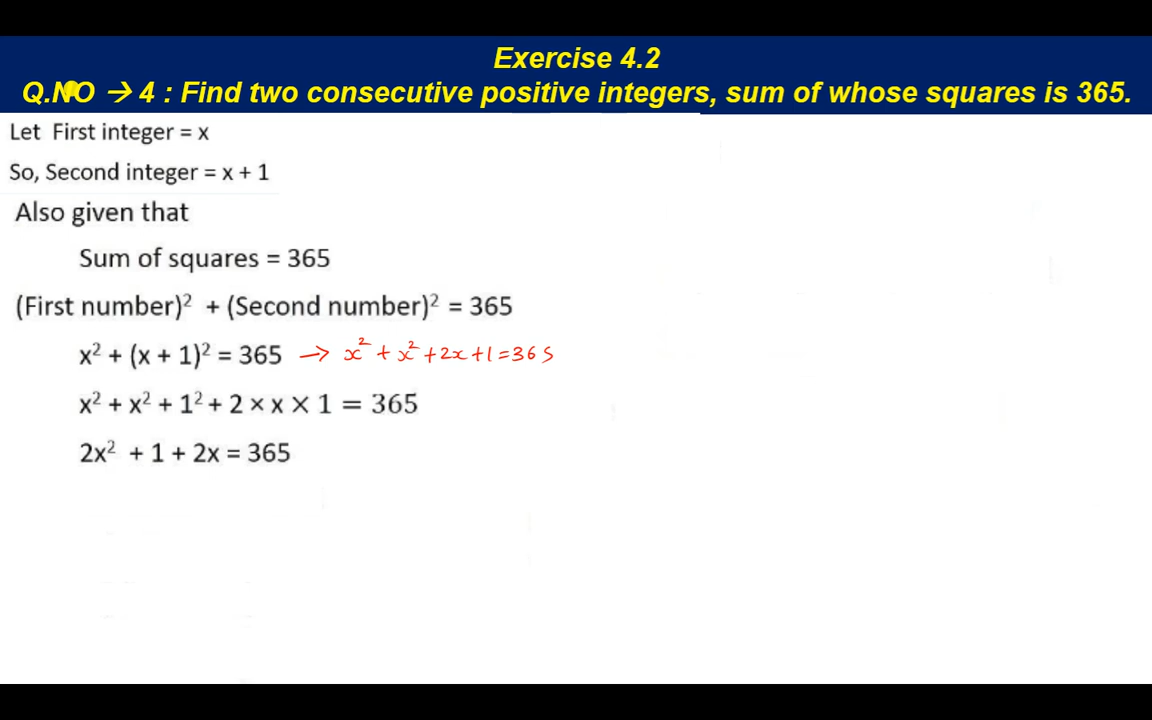 Exercise 4.2
Q.NO → 4 : Find two consecutive positive integers, sum of whose squares is 365.
Let First integer = x
So, Second integer = x + 1
Also given that
Sum of squares = 365
(First number)² + (Second number)² = 365
x² + (x + 1)² = 365 → x² + x² + 2x + 1 = 365
x² + x² + 1² + 2 × x × 1 = 365
2x² + 1 + 2x = 365